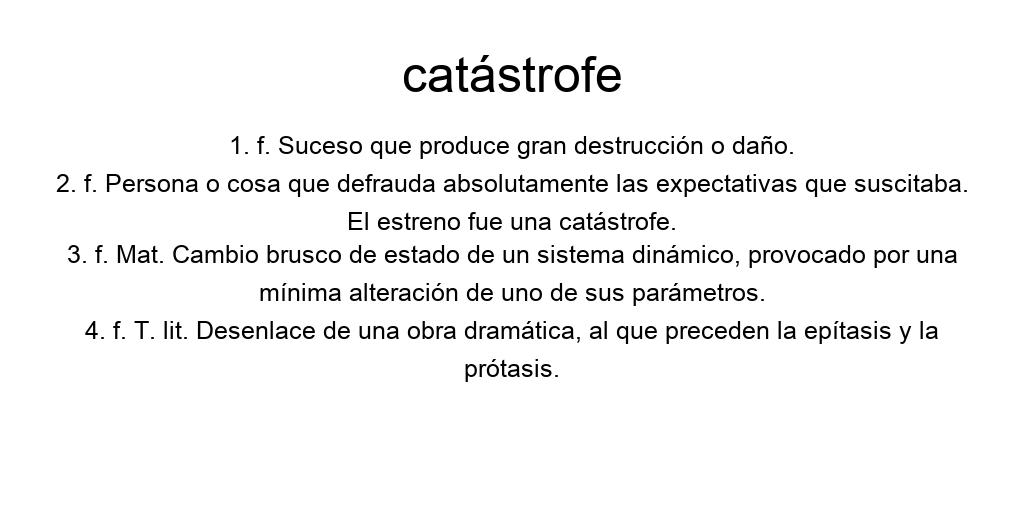 catástrofe
1. f. Suceso que produce gran destrucción o daño.
2. f. Persona o cosa que defrauda absolutamente las expectativas que suscitaba.
El estreno fue una catástrofe.
3. f. Mat. Cambio brusco de estado de un sistema dinámico, provocado por una
mínima alteración de uno de sus parámetros.
4. f. T. lit. Desenlace de una obra dramática, al que preceden la epítasis y la
prótasis.